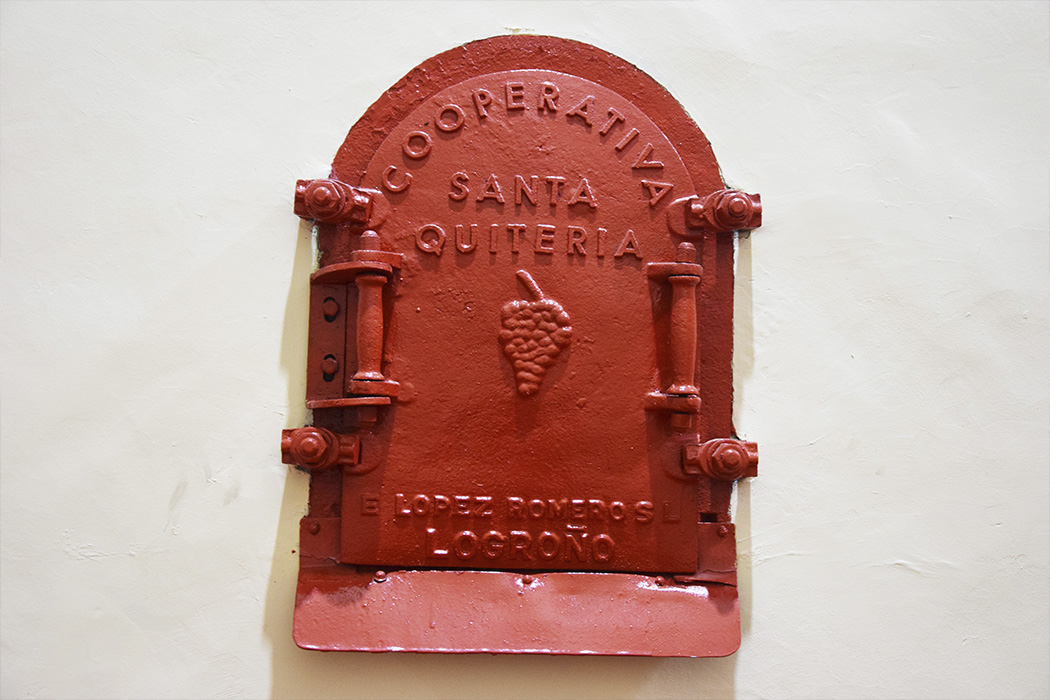 COOPERATIVA
SANTA
QUITERIA
E LOPEZ ROMERO S L
LOGROÑO